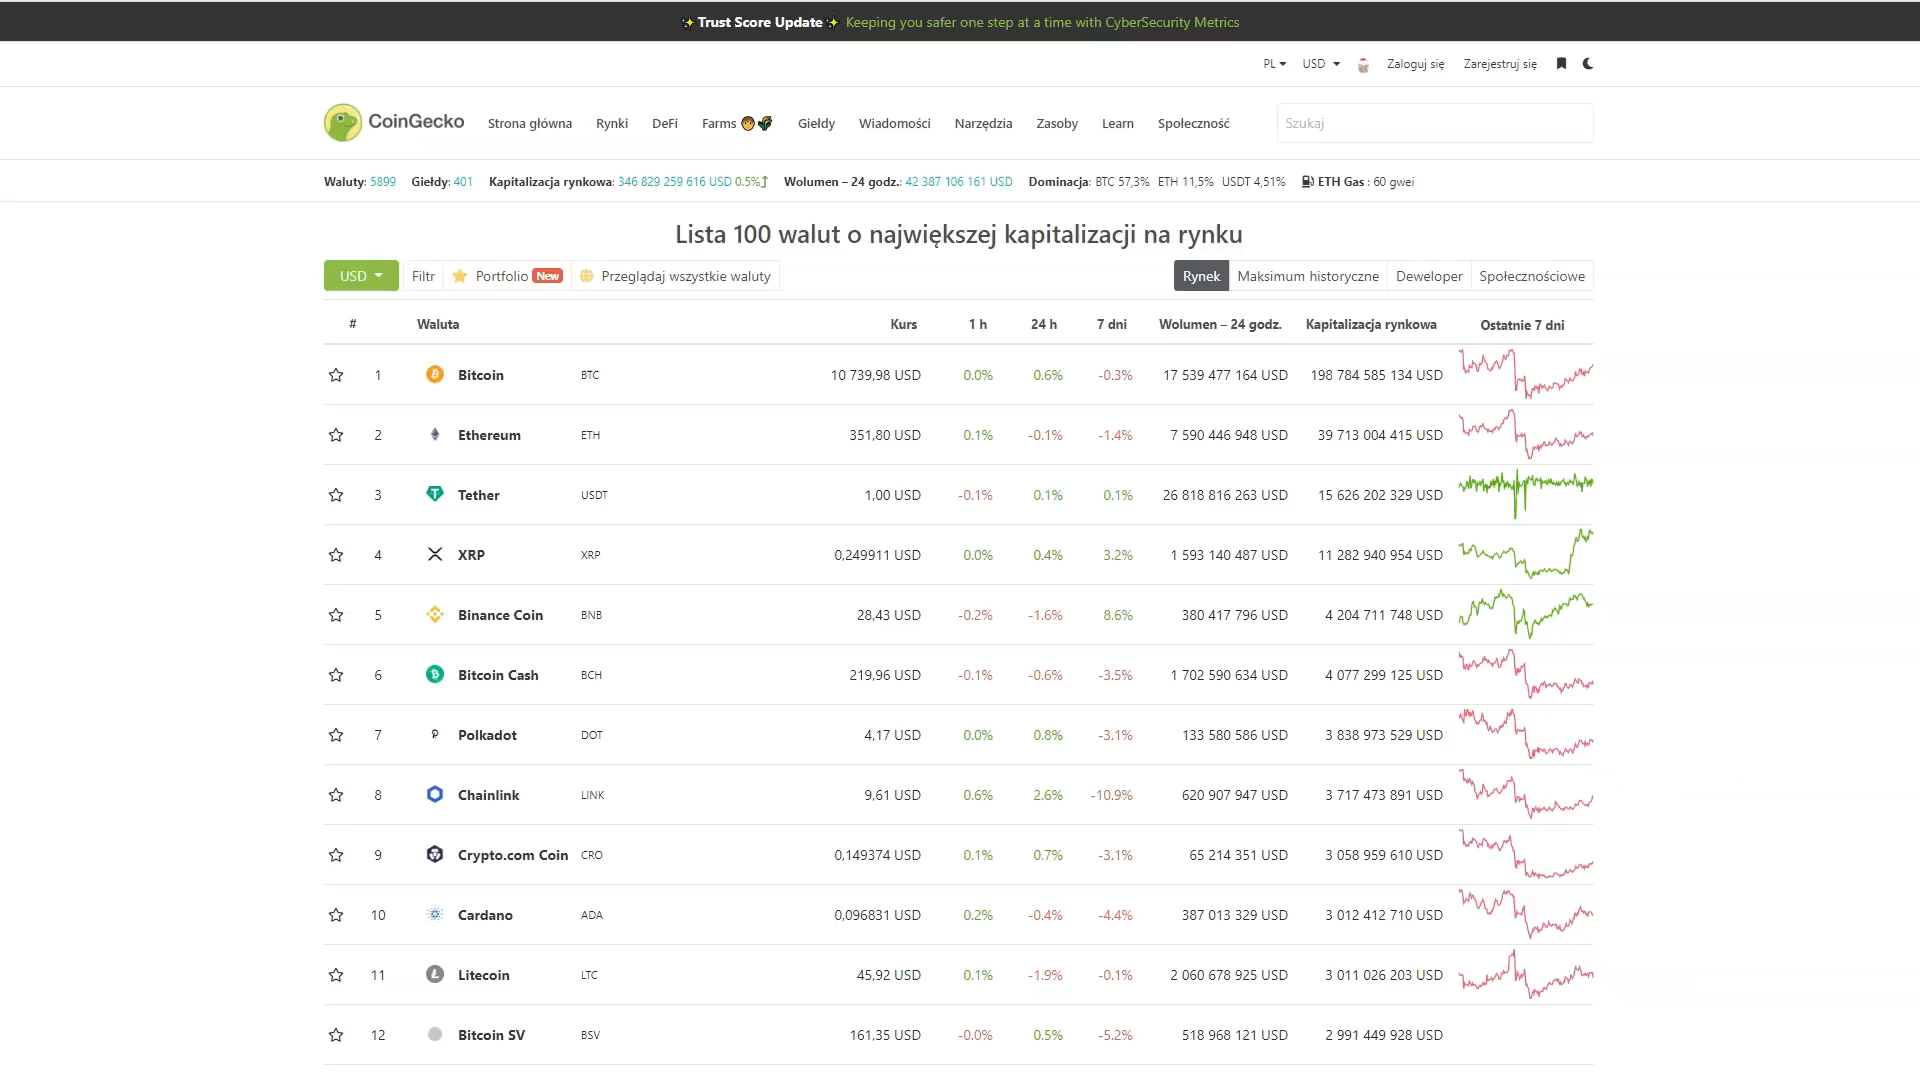 ✨ Trust Score Update ✨ Keeping you safer one step at a time with CyberSecurity Metrics
PL USD Zaloguj się Zarejestruj się
CoinGecko Strona główna Rynki DeFi Farms Giełdy Wiadomości Narzędzia Zasoby Learn Społeczność Szukaj
Waluty: 5899 Giełdy: 401 Kapitalizacja rynkowa: 346 829 259 616 USD 0.5% Wolumen – 24 godz.: 42 387 106 161 USD Dominacja: BTC 57,3% ETH 11,5% USDT 4,51% ETH Gas : 60 gwei
Lista 100 walut o największej kapitalizacji na rynku
USD Filtr Portfolio New Przeglądaj wszystkie waluty Rynek Maksimum historyczne Deweloper Społecznościowe
# Waluta Kurs 1 h 24 h 7 dni Wolumen – 24 godz. Kapitalizacja rynkowa Ostatnie 7 dni
1 Bitcoin BTC 10 739,98 USD 0.0% 0.6% -0.3% 17 539 477 164 USD 198 784 585 134 USD
2 Ethereum ETH 351,80 USD 0.1% -0.1% -1.4% 7 590 446 948 USD 39 713 004 415 USD
3 Tether USDT 1,00 USD -0.1% 0.1% 0.1% 26 818 816 263 USD 15 626 202 329 USD
4 XRP XRP 0,249911 USD 0.0% 0.4% 3.2% 1 593 140 487 USD 11 282 940 954 USD
5 Binance Coin BNB 28,43 USD -0.2% -1.6% 8.6% 380 417 796 USD 4 204 711 748 USD
6 Bitcoin Cash BCH 219,96 USD -0.1% -0.6% -3.5% 1 702 590 634 USD 4 077 299 125 USD
7 Polkadot DOT 4,17 USD 0.0% 0.8% -3.1% 133 580 586 USD 3 838 973 529 USD
8 Chainlink LINK 9,61 USD 0.6% 2.6% -10.9% 620 907 947 USD 3 717 473 891 USD
9 Crypto.com Coin CRO 0,149374 USD 0.1% 0.7% -3.1% 65 214 351 USD 3 058 959 610 USD
10 Cardano ADA 0,096831 USD 0.2% -0.4% -4.4% 387 013 329 USD 3 012 412 710 USD
11 Litecoin LTC 45,92 USD 0.1% -1.9% -0.1% 2 060 678 925 USD 3 011 026 203 USD
12 Bitcoin SV BSV 161,35 USD -0.0% 0.5% -5.2% 518 968 121 USD 2 991 449 928 USD